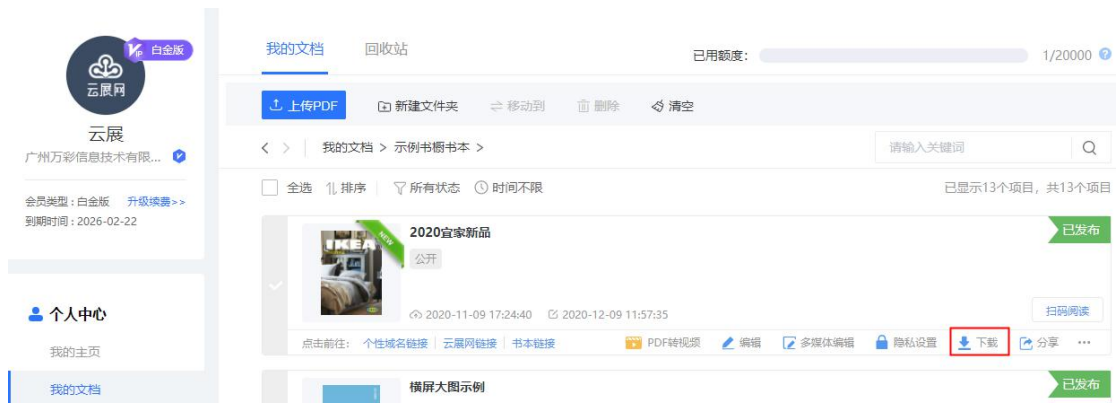 VIP 白金版
云展网
云展
广州万彩信息技术有限...
会员类型：白金版 升级续费>>
到期时间：2026-02-22
个人中心
我的主页
我的文档
我的文档 回收站 已用额度： 1/20000 ?
上传PDF 新建文件夹 移动到 删除 清空
< > 我的文档 > 示例书橱书本 > 请输入关键词
全选 排序 所有状态 时间不限 已显示13个项目，共13个项目
IKEA
NEW
2020宜家新品
公开
已发布
2020-11-09 17:24:40 2020-12-09 11:57:35
扫码阅读
点击前往： 个性域名链接 云展网链接 书本链接 PDF转视频 编辑 多媒体编辑 隐私设置 下载 分享 ...
横屏大图示例
已发布